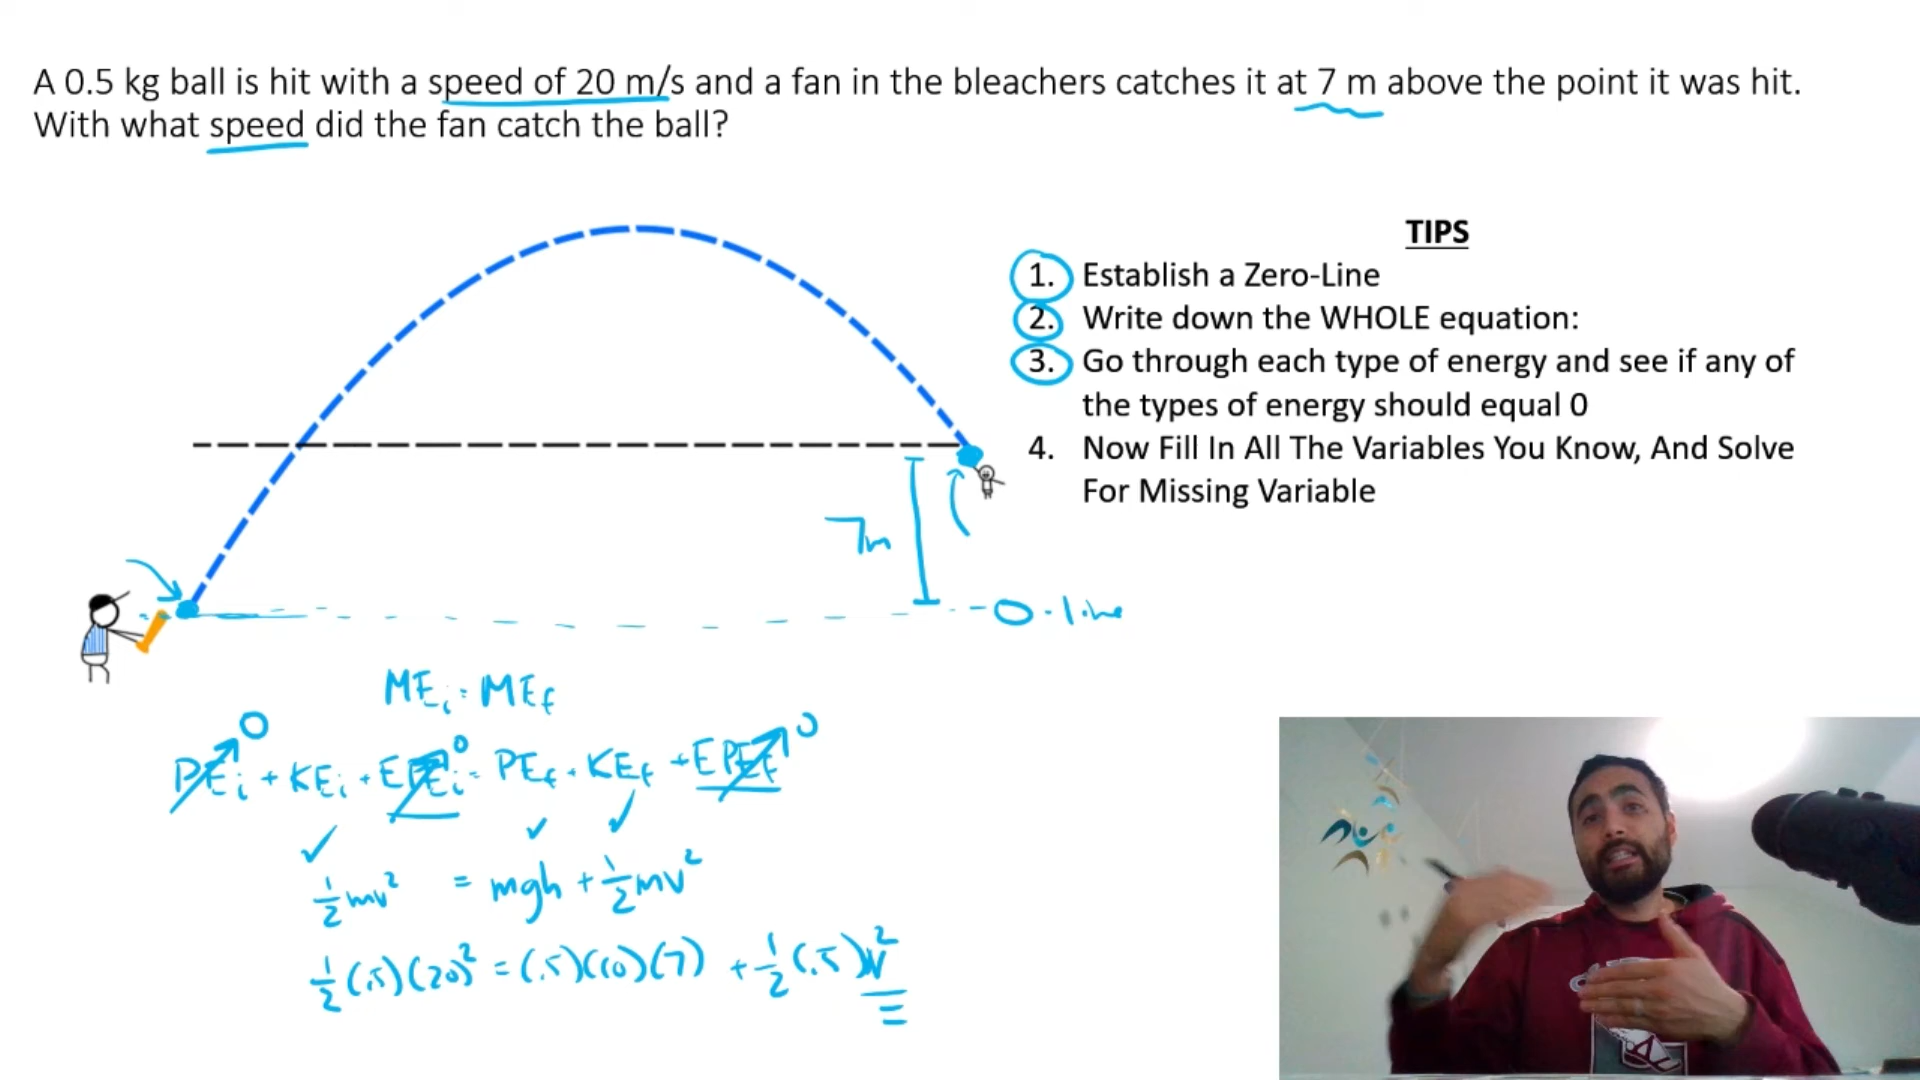 A 0.5 kg ball is hit with a speed of 20 m/s and a fan in the bleachers catches it at 7 m above the point it was hit.
With what speed did the fan catch the ball?
TIPS
1. Establish a Zero-Line
2. Write down the WHOLE equation:
3. Go through each type of energy and see if any of
the types of energy should equal 0
4. Now Fill In All The Variables You Know, And Solve
For Missing Variable
7m
0-line
MEi = MEf
0 0 0
PEi + KEi + EPEi = PEf + KEf + EPEf
½mv² = mgh + ½mv²
½(.5)(20)² = (.5)(10)(7) + ½(.5)v²